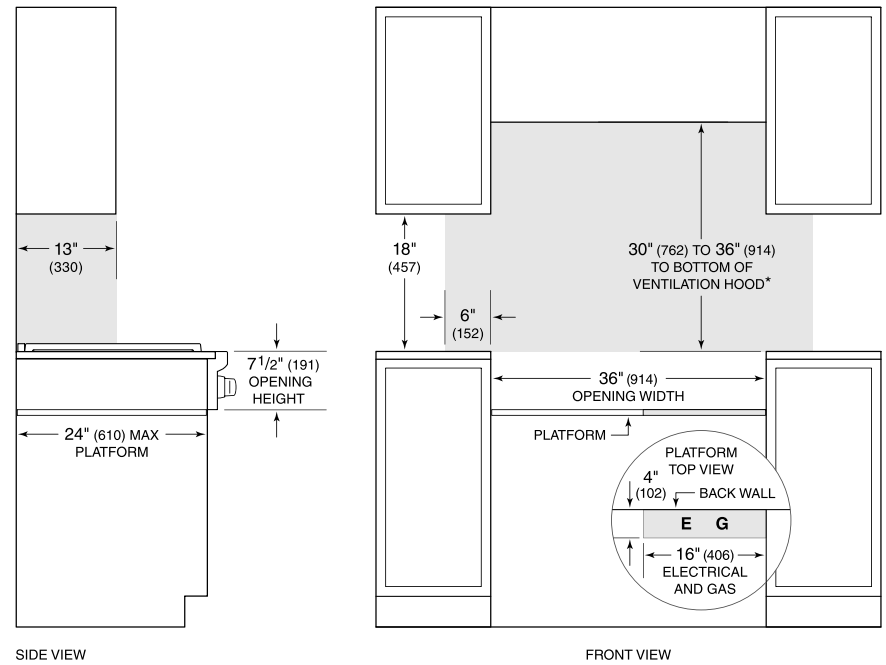 13"
(330)
7 1/2" (191)
OPENING
HEIGHT
24" (610) MAX
PLATFORM
SIDE VIEW
18"
(457)
6"
(152)
30" (762) TO 36" (914)
TO BOTTOM OF
VENTILATION HOOD*
36" (914)
OPENING WIDTH
PLATFORM
PLATFORM
TOP VIEW
4"
(102)
BACK WALL
E G
16" (406)
ELECTRICAL
AND GAS
FRONT VIEW